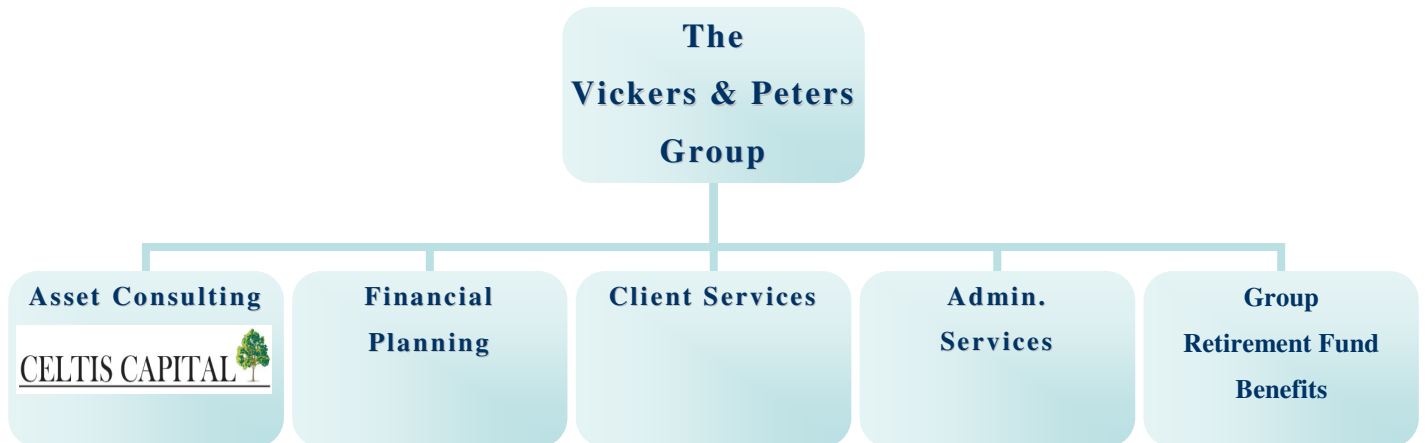 The
Vickers & Peters
Group
Asset Consulting
CELTIS CAPITAL
Financial
Planning
Client Services
Admin.
Services
Group
Retirement Fund
Benefits